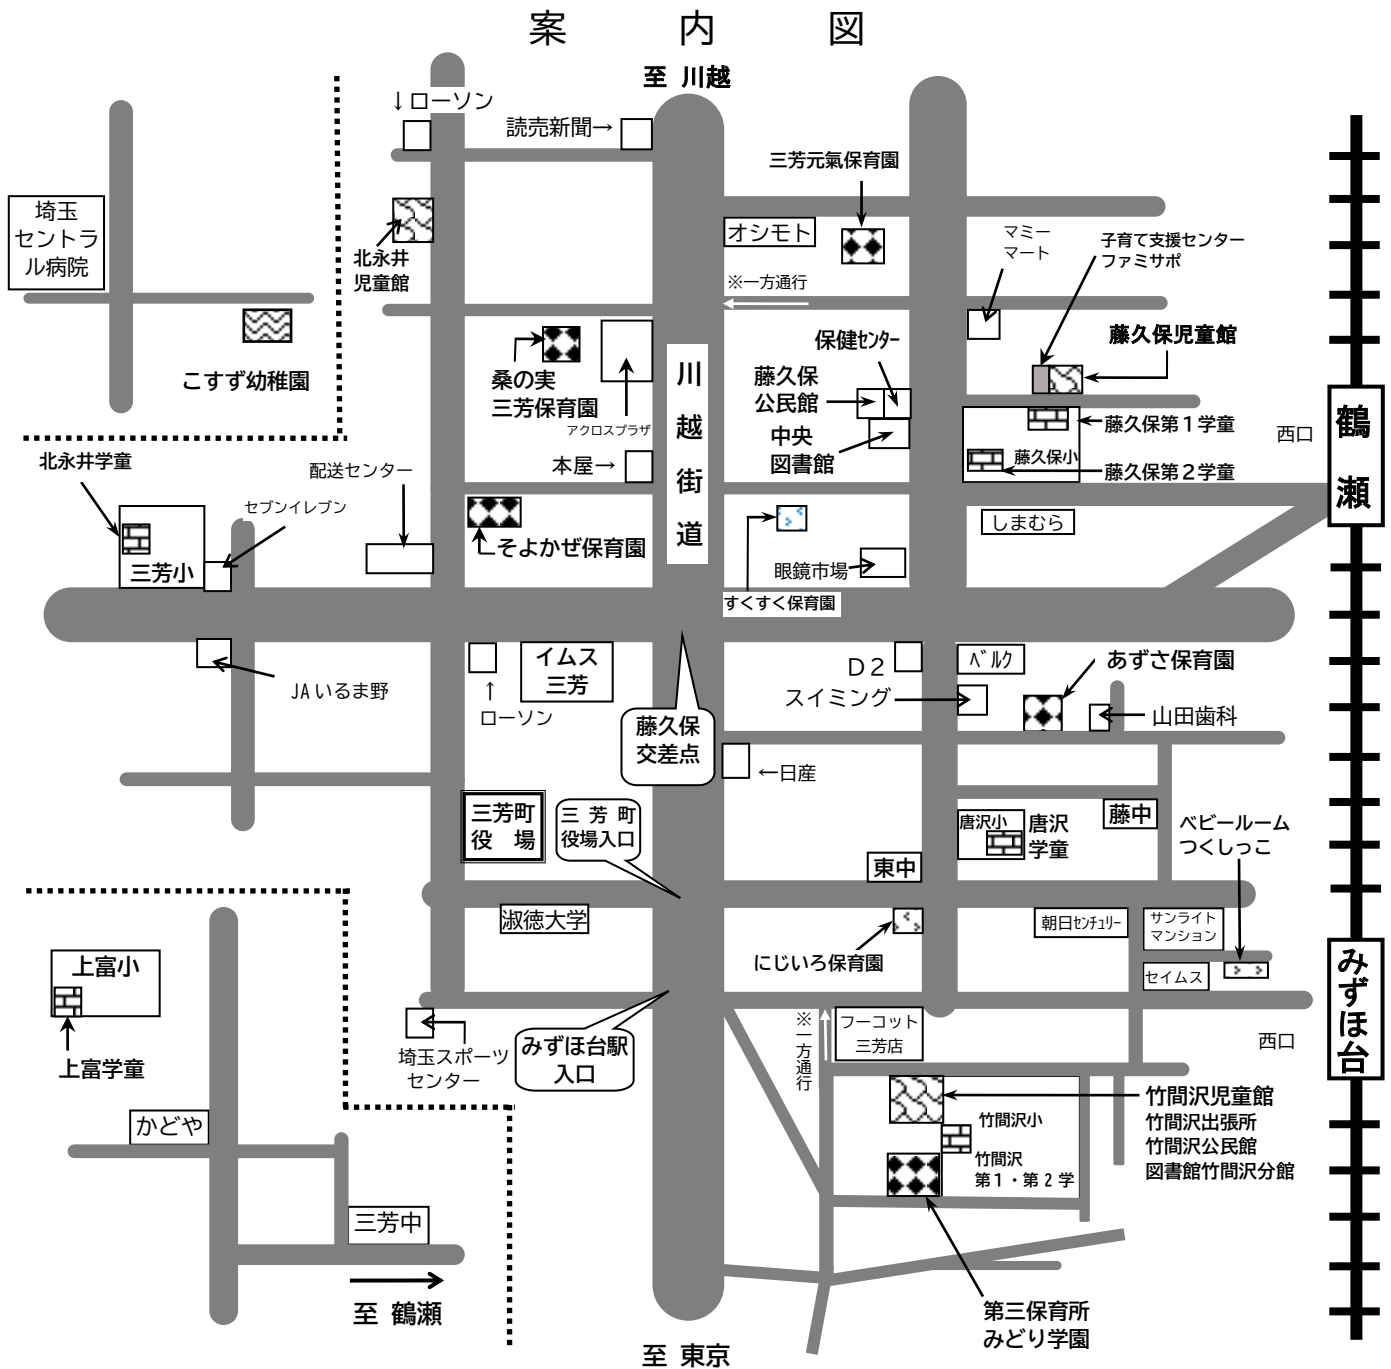 案 内 図
至 川越
↓ローソン
読売新聞→
三芳元氣保育園
埼玉
セントラ
ル病院
オシモト
マミー
マート
子育て支援センター
ファミサポ
北永井
児童館
※一方通行
保健センター
藤久保児童館
こすず幼稚園
桑の実
三芳保育園
アクロスプラザ
川越街道
藤久保
公民館
中央
図書館
藤久保第1学童
藤久保小
藤久保第2学童
西口
鶴瀬
北永井学童
配送センター
本屋→
セブンイレブン
そよかぜ保育園
しまむら
三芳小
眼鏡市場
すくすく保育園
イムス
三芳
D2
ベルク
あずさ保育園
JAいるま野
↑
ローソン
スイミング
山田歯科
藤久保
交差点
←日産
三芳町
役 場
三 芳 町
役場入口
唐沢小
唐沢
学童
藤中
ベビールーム
つくしっこ
東中
淑徳大学
朝日センチュリー
サンライト
マンション
上富小
にじいろ保育園
セイムス
みずほ台
上富学童
埼玉スポーツ
センター
みずほ台駅
入口
※一方通行
フーコット
三芳店
西口
かどや
竹間沢児童館
竹間沢出張所
竹間沢公民館
図書館竹間沢分館
竹間沢小
竹間沢
第1・第2学
三芳中
至 鶴瀬
第三保育所
みどり学園
至 東京